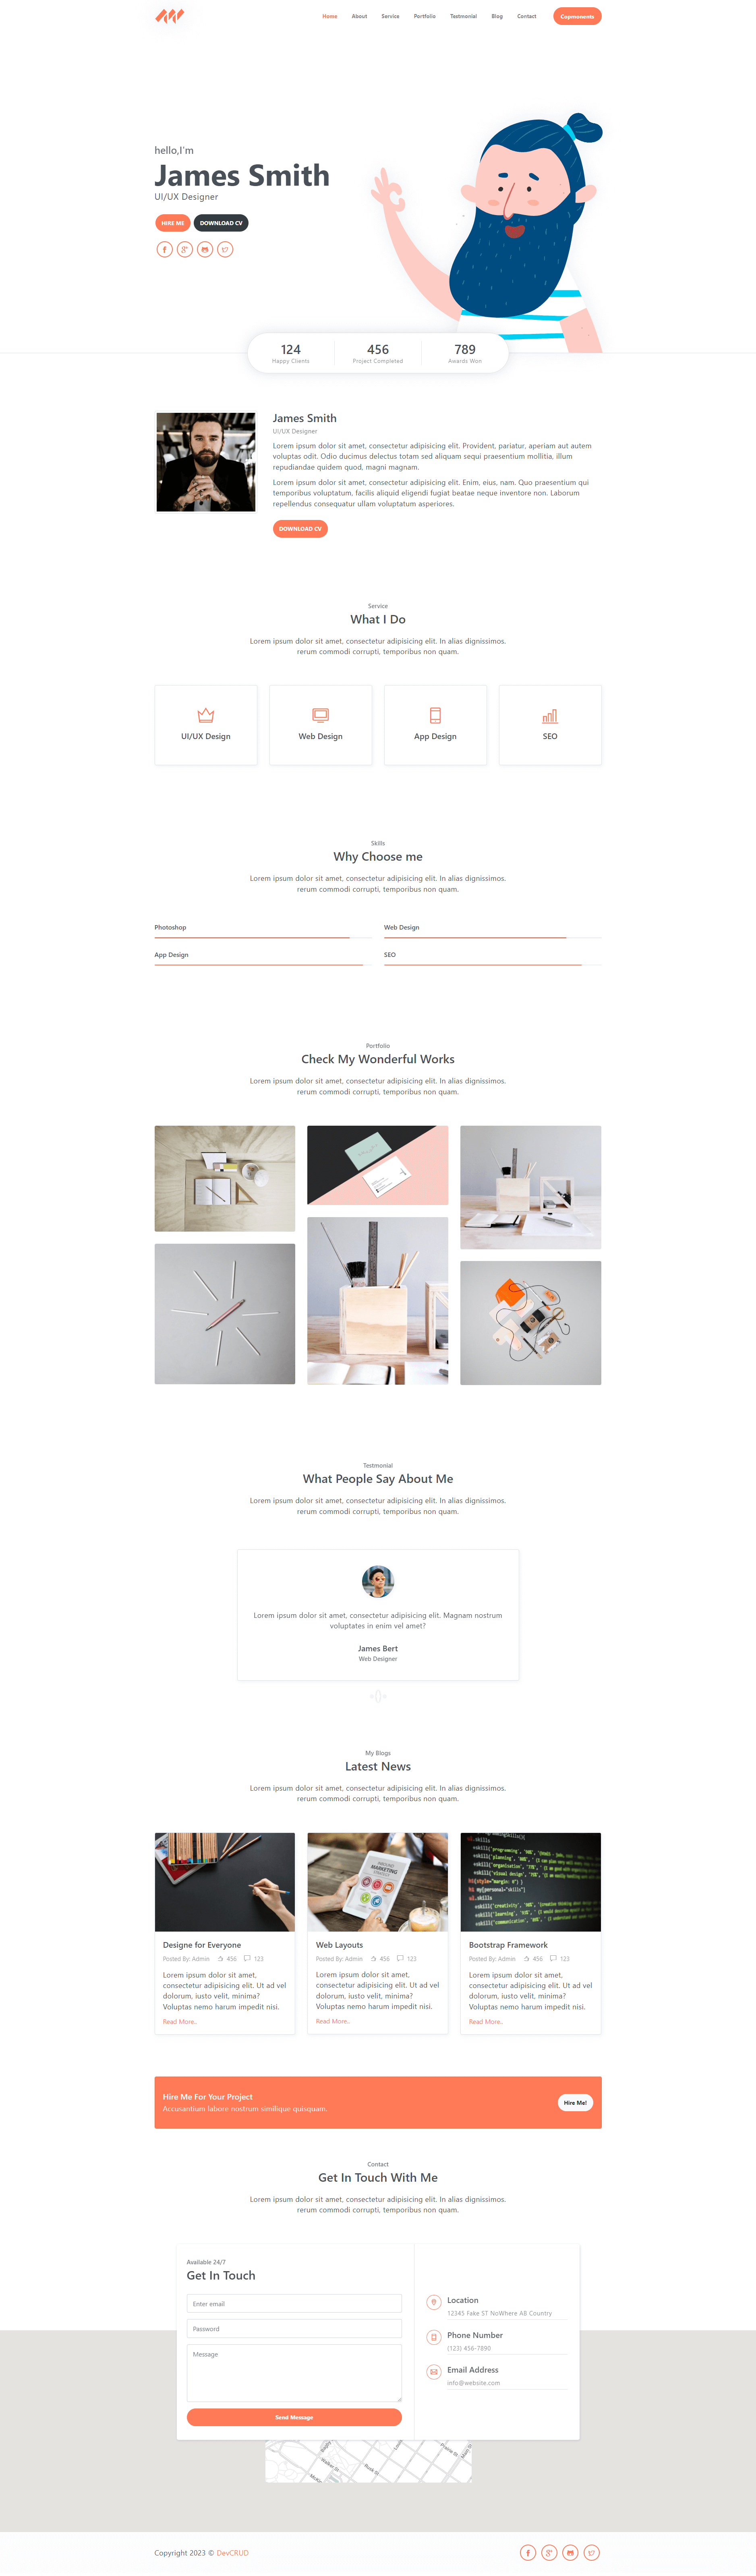 Home About Service Portfolio Testmonial Blog Contact Copmonents
hello,I'm
James Smith
UI/UX Designer
HIRE ME DOWNLOAD CV
124 456 789
Happy Clients Project Completed Awards Won
James Smith
UI/UX Designer
Lorem ipsum dolor sit amet, consectetur adipisicing elit. Provident, pariatur, aperiam aut autem
voluptas odit. Odio ducimus delectus totam sed aliquam sequi praesentium mollitia, illum
repudiandae quidem quod, magni magnam.
Lorem ipsum dolor sit amet, consectetur adipisicing elit. Enim, eius, nam. Quo praesentium qui
temporibus voluptatum, facilis aliquid eligendi fugiat beatae neque inventore non. Laborum
repellendus consequatur ullam voluptatum asperiores.
DOWNLOAD CV
Service
What I Do
Lorem ipsum dolor sit amet, consectetur adipisicing elit. In alias dignissimos.
rerum commodi corrupti, temporibus non quam.
UI/UX Design Web Design App Design SEO
Skills
Why Choose me
Lorem ipsum dolor sit amet, consectetur adipisicing elit. In alias dignissimos.
rerum commodi corrupti, temporibus non quam.
Photoshop Web Design
App Design SEO
Portfolio
Check My Wonderful Works
Lorem ipsum dolor sit amet, consectetur adipisicing elit. In alias dignissimos.
rerum commodi corrupti, temporibus non quam.
Testmonial
What People Say About Me
Lorem ipsum dolor sit amet, consectetur adipisicing elit. In alias dignissimos.
rerum commodi corrupti, temporibus non quam.
Lorem ipsum dolor sit amet, consectetur adipisicing elit. Magnam nostrum
voluptates in enim vel amet?
James Bert
Web Designer
My Blogs
Latest News
Lorem ipsum dolor sit amet, consectetur adipisicing elit. In alias dignissimos.
rerum commodi corrupti, temporibus non quam.
MARKETING
Designe for Everyone
Posted By: Admin 456 123
Lorem ipsum dolor sit amet,
consectetur adipisicing elit. Ut ad vel
dolorum, iusto velit, minima?
Voluptas nemo harum impedit nisi.
Read More..
Web Layouts
Posted By: Admin 456 123
Lorem ipsum dolor sit amet,
consectetur adipisicing elit. Ut ad vel
dolorum, iusto velit, minima?
Voluptas nemo harum impedit nisi.
Read More..
Bootstrap Framework
Posted By: Admin 456 123
Lorem ipsum dolor sit amet,
consectetur adipisicing elit. Ut ad vel
dolorum, iusto velit, minima?
Voluptas nemo harum impedit nisi.
Read More..
Hire Me For Your Project
Accusantium labore nostrum similique quisquam.
Hire Me!
Contact
Get In Touch With Me
Lorem ipsum dolor sit amet, consectetur adipisicing elit. In alias dignissimos.
rerum commodi corrupti, temporibus non quam.
Available 24/7
Get In Touch
Enter email
Password
Message
Send Message
Location
12345 Fake ST NoWhere AB Country
Phone Number
(123) 456-7890
Email Address
info@website.com
Walker St
Rusk St
Prairie St
Copyright 2023 © DevCRUD